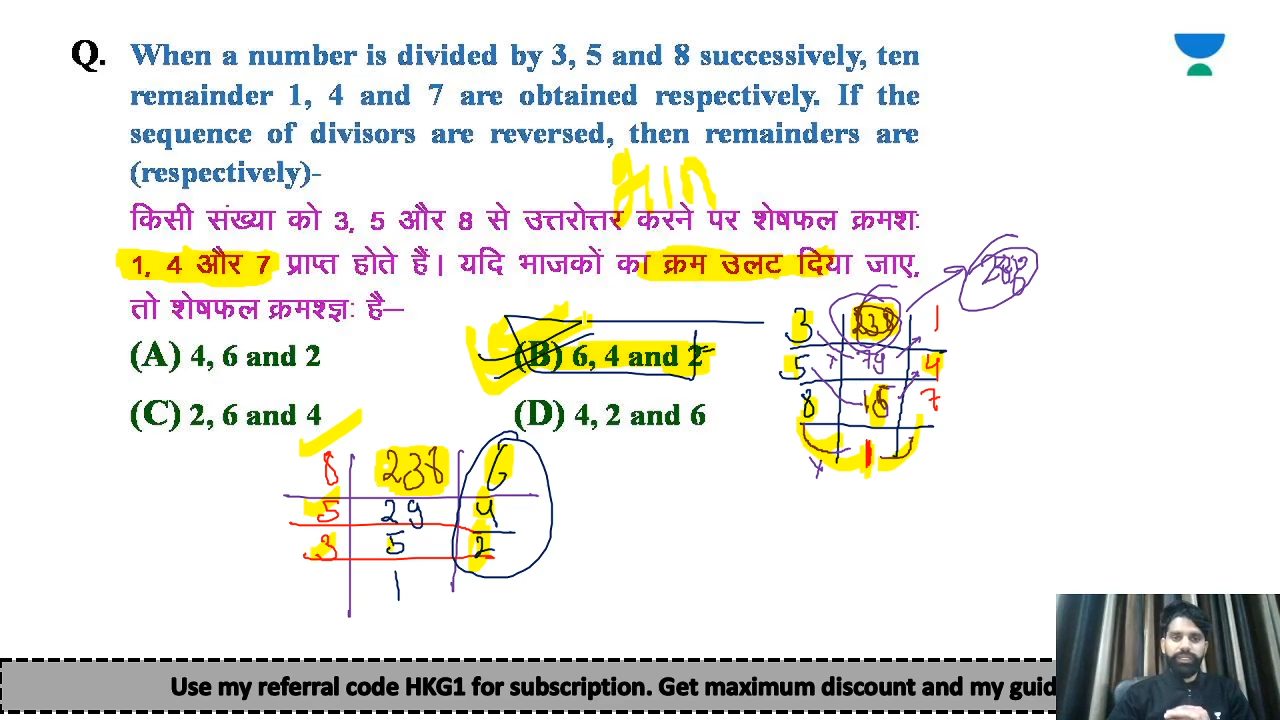 Q. When a number is divided by 3, 5 and 8 successively, ten
remainder 1, 4 and 7 are obtained respectively. If the
sequence of divisors are reversed, then remainders are
(respectively)-
भाग
किसी संख्या को 3, 5 और 8 से उत्तरोत्तर करने पर शेषफल क्रमशः
1, 4 और 7 प्राप्त होते हैं। यदि भाजकों का क्रम उलट दिया जाए,
तो शेषफल क्रमश्ज्ञः है–
(A) 4, 6 and 2
(B) 6, 4 and 2
(C) 2, 6 and 4
(D) 4, 2 and 6
3 238 1
5 79 4
8 15 7
1
8 238 6
5 29 4
3 5 2
1
Use my referral code HKG1 for subscription. Get maximum discount and my guid